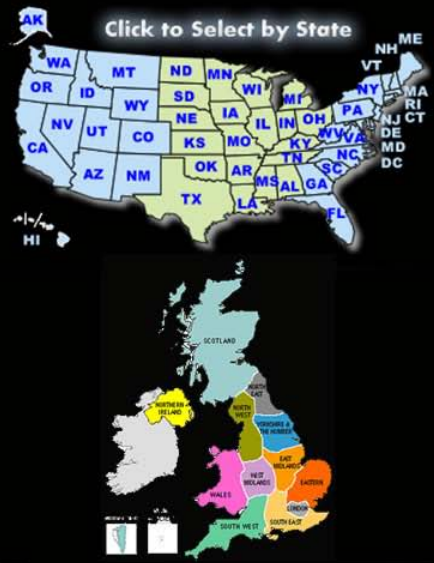 Click to Select by State
AK
WA
MT
ND
MN
ME
NH
VT
OR
ID
SD
WI
MI
NY
MA
RI
CT
WY
NE
IA
PA
NJ
NV
UT
CO
KS
MO
IL
IN
OH
WV
VA
DE
MD
DC
CA
AZ
NM
OK
AR
KY
TN
NC
SC
TX
LA
MS
AL
GA
FL
HI
SCOTLAND
NORTH
EAST
NORTHERN
IRELAND
NORTH
WEST
YORKSHIRE &
THE HUMBER
EAST
MIDLANDS
WEST
MIDLANDS
WALES
EASTERN
LONDON
SOUTH WEST
SOUTH EAST